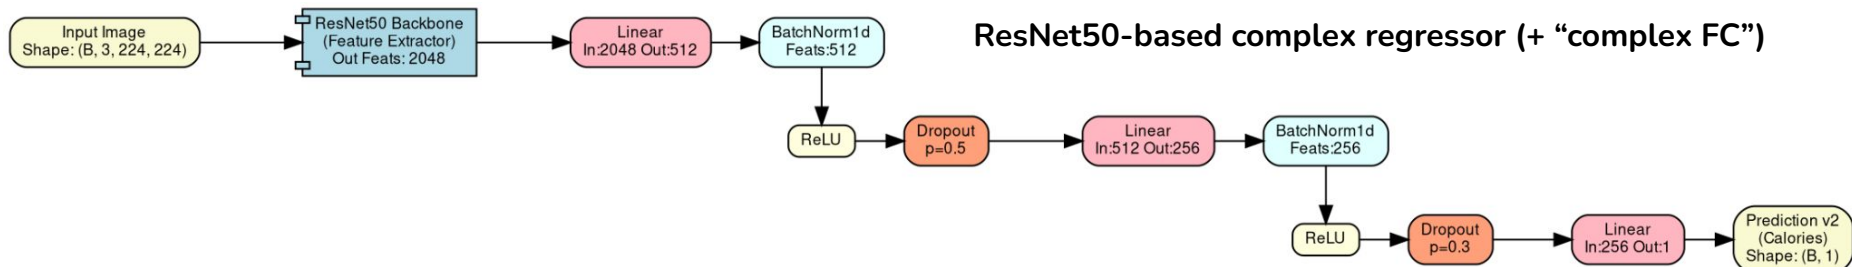 Input Image
Shape: (B, 3, 224, 224)
ResNet50 Backbone
(Feature Extractor)
Out Feats: 2048
Linear
In:2048 Out:512
BatchNorm1d
Feats:512
ResNet50-based complex regressor (+ “complex FC”)
ReLU
Dropout
p=0.5
Linear
In:512 Out:256
BatchNorm1d
Feats:256
ReLU
Dropout
p=0.3
Linear
In:256 Out:1
Prediction v2
(Calories)
Shape: (B, 1)